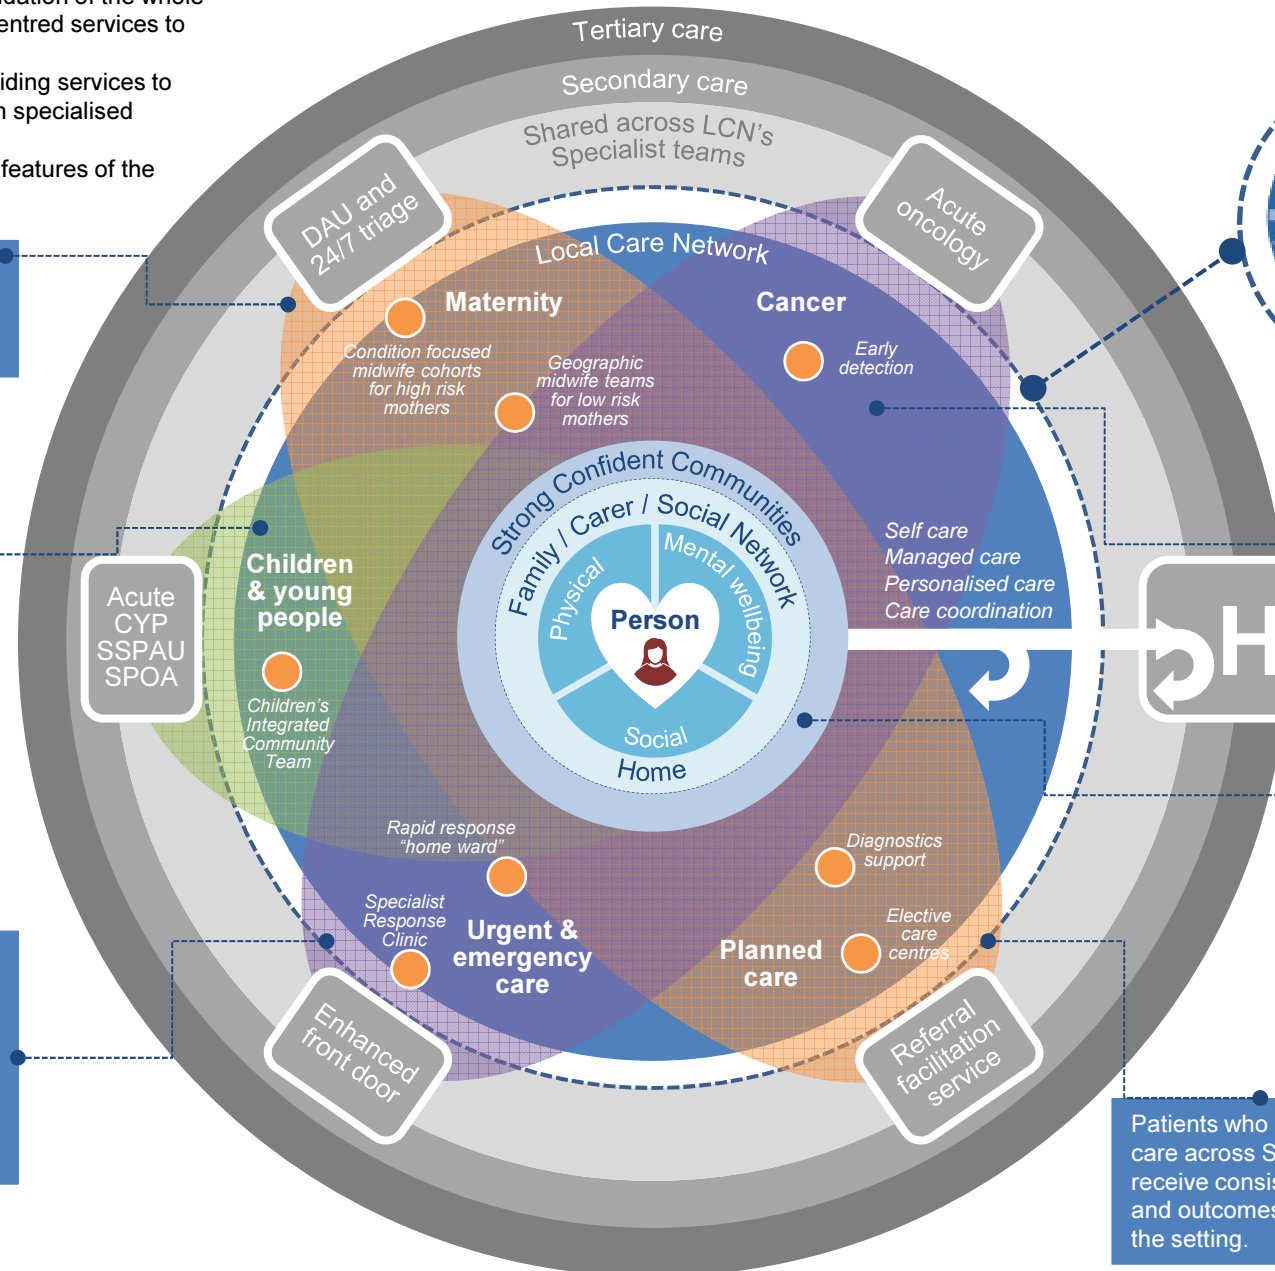 dation of the whole
entred services to
iding services to
n specialised
features of the
Tertiary care
Secondary care
Shared across LCN's
Specialist teams
DAU and
24/7 triage
Acute
oncology
Local Care Network
Maternity
Condition focused
midwife cohorts
for high risk
mothers
Geographic
midwife teams
for low risk
mothers
Cancer
Early
detection
Strong Confident Communities
Family / Carer / Social Network
Physical
Mental wellbeing
Person
Social
Home
Self care
Managed care
Personalised care
Care coordination
H
Acute
CYP
SSPAU
SPOA
Children
& young
people
Children's
Integrated
Community
Team
Rapid response
“home ward”
Specialist
Response
Clinic
Urgent &
emergency
care
Diagnostics
support
Elective
care
centres
Planned
care
Enhanced
front door
Referral
facilitation
service
Patients who
care across S
receive consis
and outcomes
the setting.